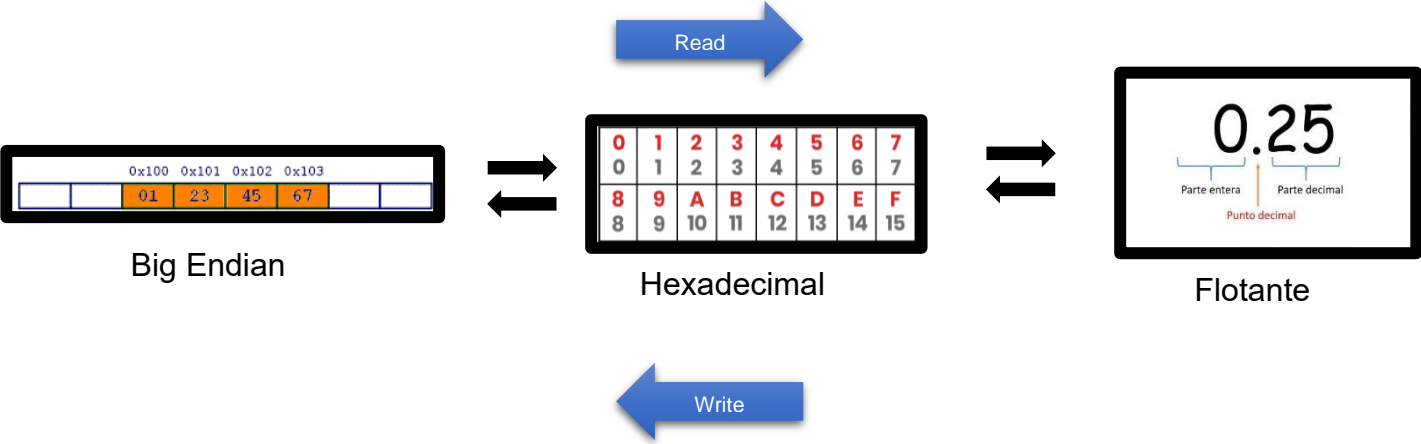 Read
0x100 0x101 0x102 0x103
01 23 45 67
Big Endian
0 1 2 3 4 5 6 7
0 1 2 3 4 5 6 7
8 9 A B C D E F
8 9 10 11 12 13 14 15
Hexadecimal
0.25
Parte entera Parte decimal
Punto decimal
Flotante
Write